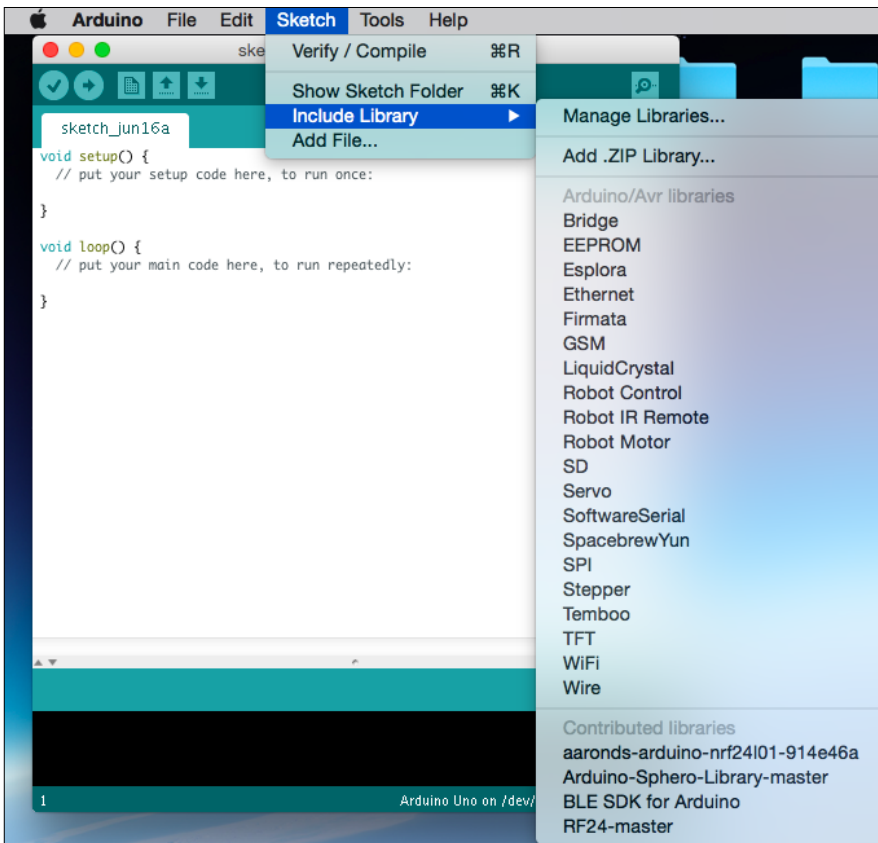 Arduino File Edit Sketch Tools Help
ske
Verify / Compile ⌘R
Show Sketch Folder ⌘K
Include Library ▶
Add File...
sketch_jun16a
void setup() {
// put your setup code here, to run once:
}
void loop() {
// put your main code here, to run repeatedly:
}
1
Arduino Uno on /dev/
Manage Libraries...
Add .ZIP Library...
Arduino/Avr libraries
Bridge
EEPROM
Esplora
Ethernet
Firmata
GSM
LiquidCrystal
Robot Control
Robot IR Remote
Robot Motor
SD
Servo
SoftwareSerial
SpacebrewYun
SPI
Stepper
Temboo
TFT
WiFi
Wire
Contributed libraries
aaronds-arduino-nrf24l01-914e46a
Arduino-Sphero-Library-master
BLE SDK for Arduino
RF24-master